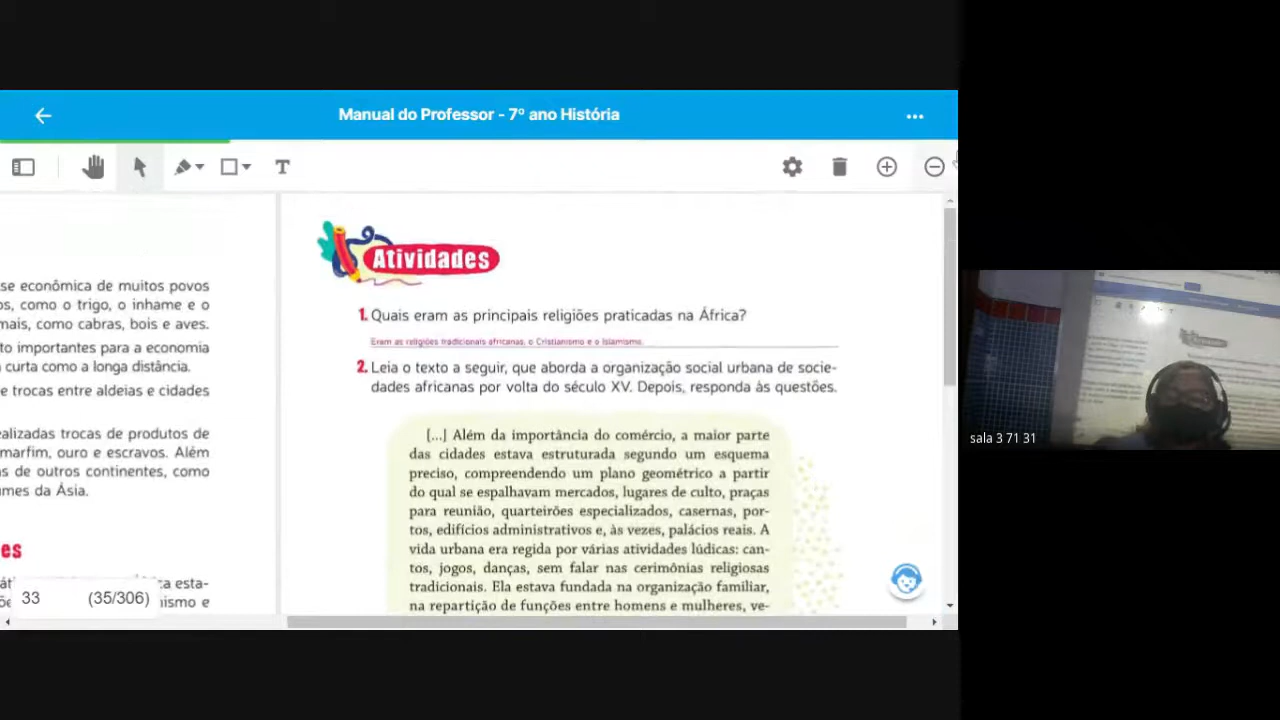 Manual do Professor - 7º ano História
T
se econômica de muitos povos
os, como o trigo, o inhame e o
mais, como cabras, bois e aves.
to importantes para a economia
curta como a longa distância.
e trocas entre aldeias e cidades
ealizadas trocas de produtos de
marfim, ouro e escravos. Além
as de outros continentes, como
umes da Ásia.
es
ca esta-
ismo e
33 (35/306)
Atividades
1. Quais eram as principais religiões praticadas na África?
Eram as religiões tradicionais africanas, o Cristianismo e o Islamismo.
2. Leia o texto a seguir, que aborda a organização social urbana de socie-
dades africanas por volta do século XV. Depois, responda às questões.
[...] Além da importância do comércio, a maior parte
das cidades estava estruturada segundo um esquema
preciso, compreendendo um plano geométrico a partir
do qual se espalhavam mercados, lugares de culto, praças
para reunião, quarteirões especializados, casernas, por-
tos, edifícios administrativos e, às vezes, palácios reais. A
vida urbana era regida por várias atividades lúdicas: can-
tos, jogos, danças, sem falar nas cerimônias religiosas
tradicionais. Ela estava fundada na organização familiar,
na repartição de funções entre homens e mulheres, ve-
sala 3 71 31